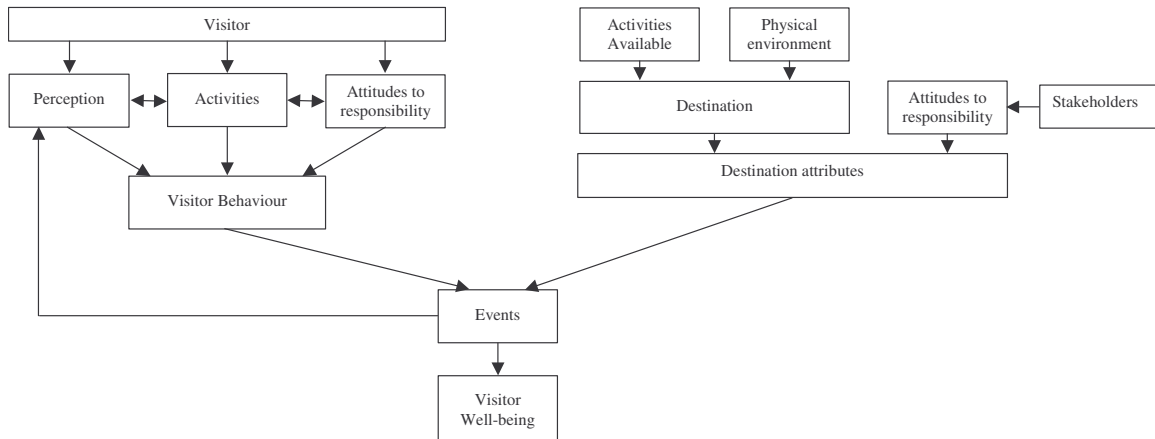 Visitor
Activities
Available
Physical
environment
Perception
Activities
Attitudes to
responsibility
Destination
Attitudes to
responsibility
Stakeholders
Destination attributes
Visitor Behaviour
Events
Visitor
Well-being